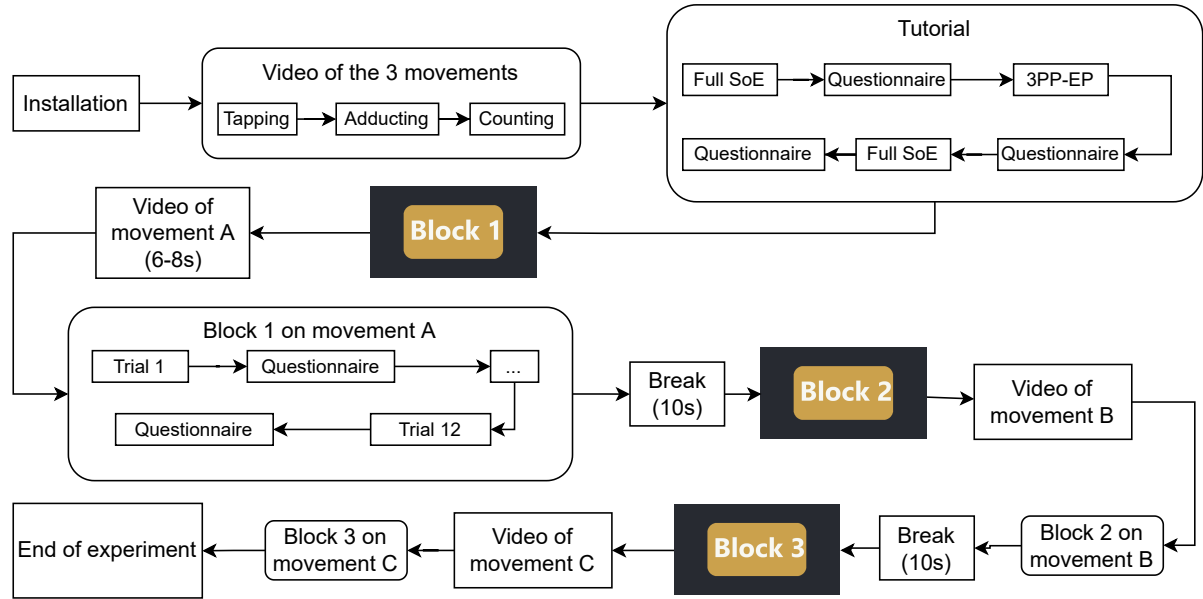 Installation
Video of the 3 movements
Tapping
Adducting
Counting
Tutorial
Full SoE
Questionnaire
3PP-EP
Questionnaire
Full SoE
Questionnaire
Block 1
Video of
movement A
(6-8s)
Block 1 on movement A
Trial 1
Questionnaire
...
Trial 12
Questionnaire
Break
(10s)
Block 2
Video of
movement B
Block 2 on
movement B
Break
(10s)
Block 3
Video of
movement C
Block 3 on
movement C
End of experiment